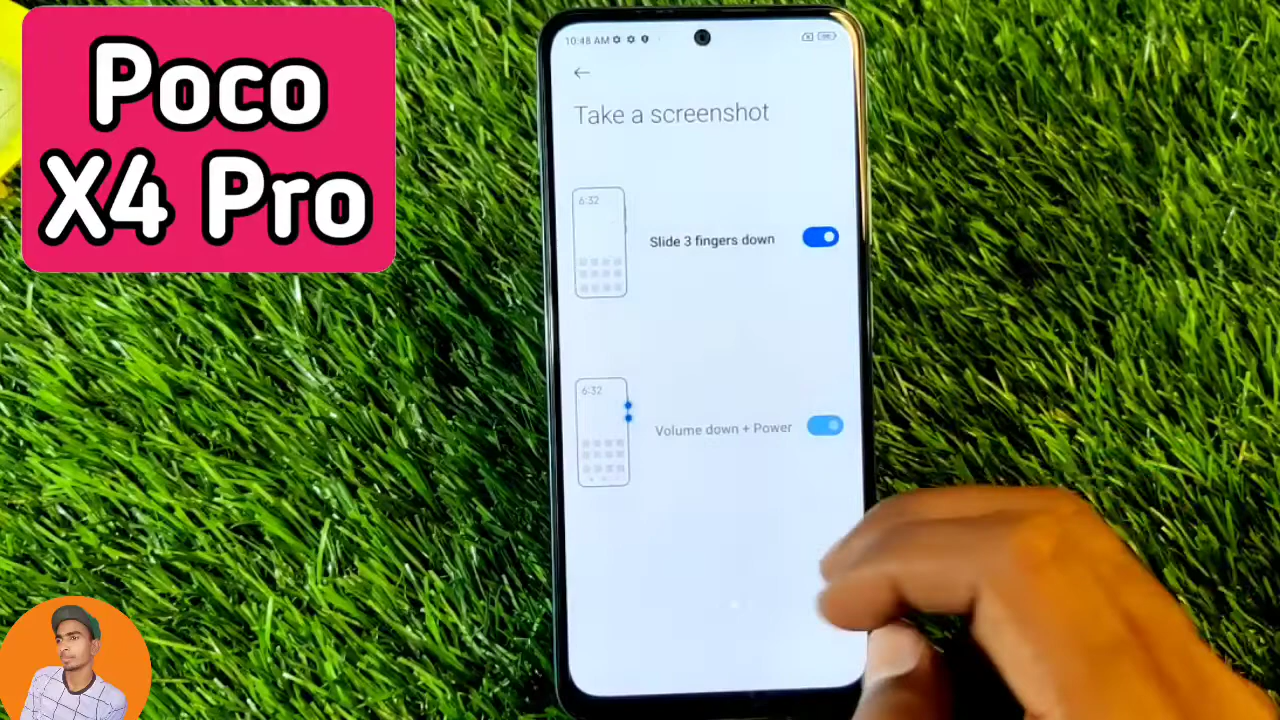 Poco
X4 Pro
10:48 AM
Take a screenshot
6:32
Slide 3 fingers down
6:32
Volume down + Power